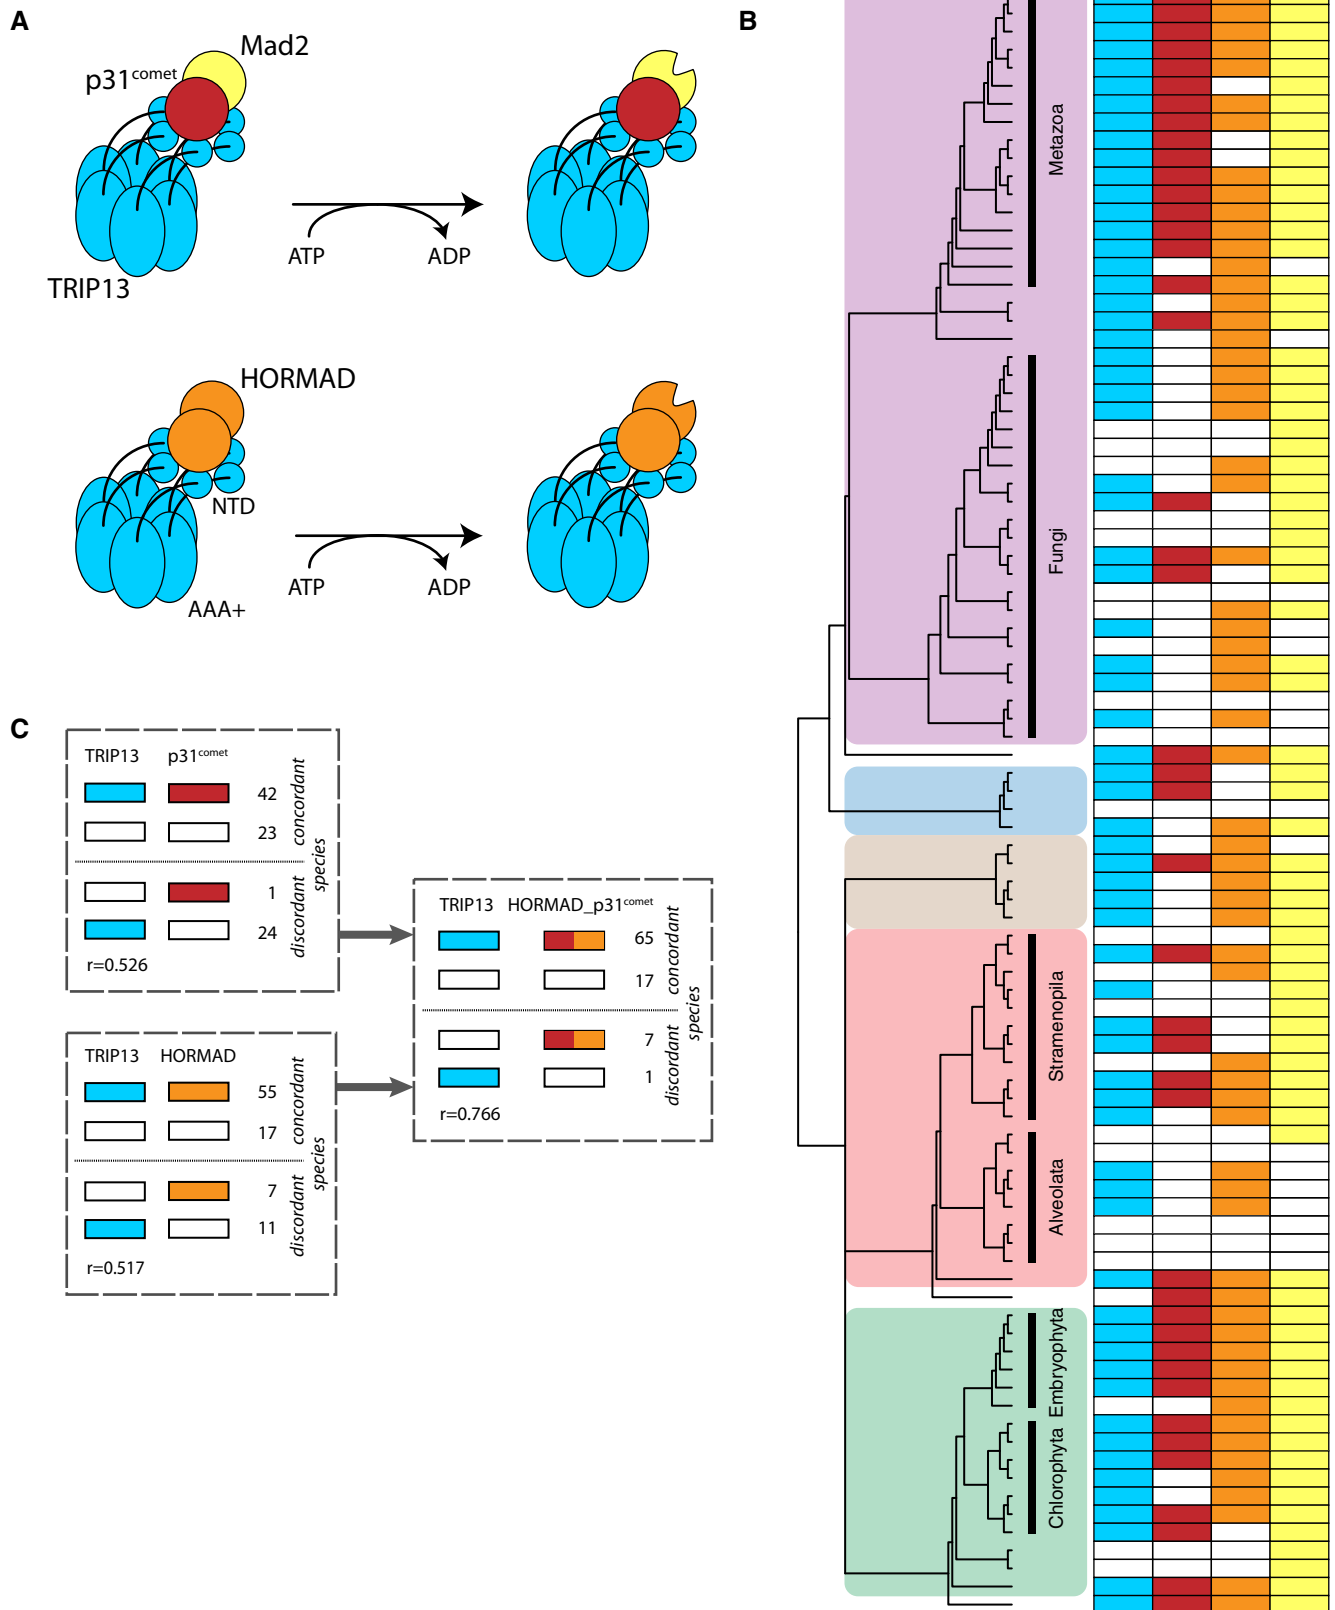 A
Mad2
p31comet
TRIP13
ATP
ADP
HORMAD
NTD
AAA+
ATP
ADP
B
Metazoa
Fungi
Stramenopila
Alveolata
Embryophyta
Chlorophyta
C
TRIP13 p31comet
42
23
concordant
1
24
discordant
species
r=0.526
TRIP13 HORMAD
55
17
concordant
7
11
discordant
species
r=0.517
TRIP13 HORMAD_p31comet
65
17
concordant
7
1
discordant
species
r=0.766